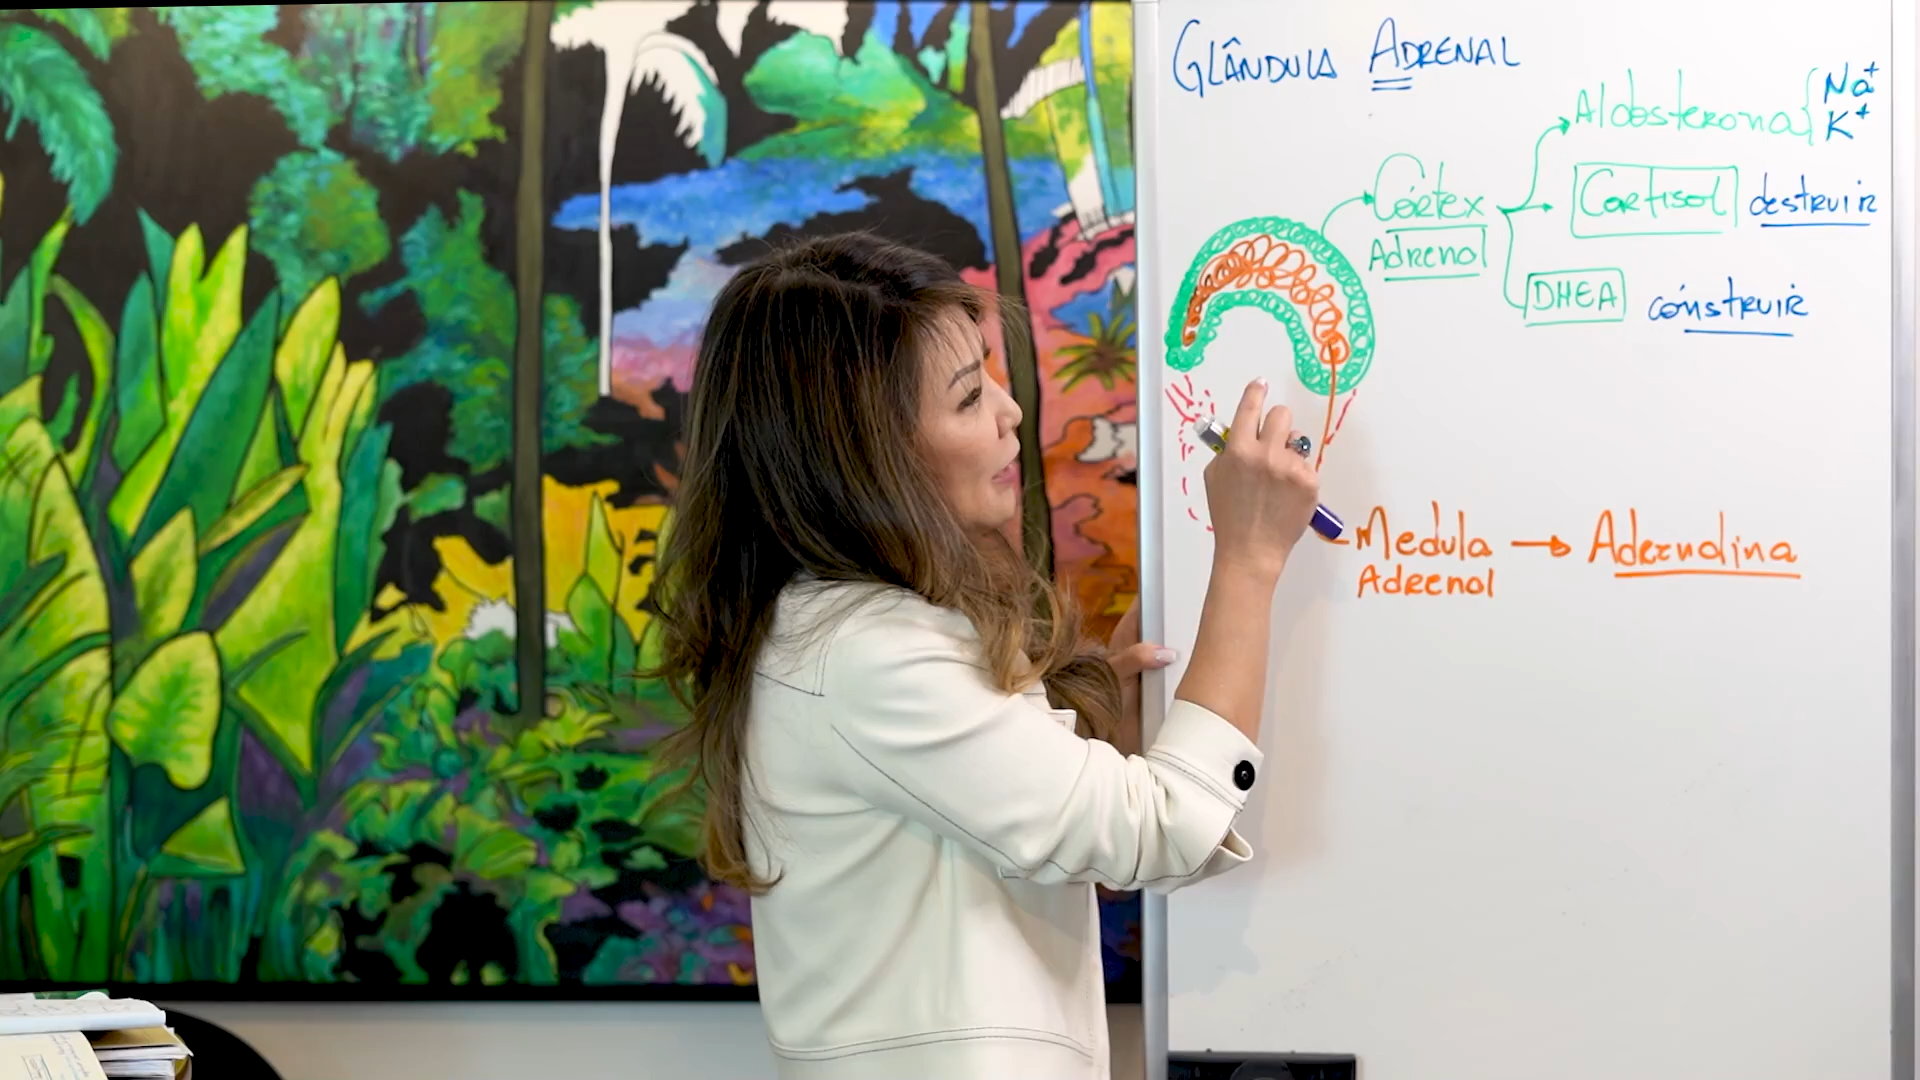 GLÂNDULA ADRENAL
Aldosterona { Na+
K+
Córtex
Adrenal
Cortisol destruir
DHEA construir
Medula → Adrenalina
Adrenal